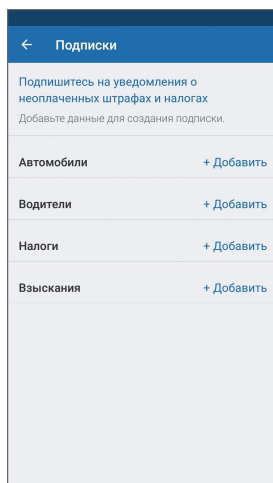 ← Подписки
Подпишитесь на уведомления о
неоплаченных штрафах и налогах
Добавьте данные для создания подписки.
Автомобили + Добавить
Водители + Добавить
Налоги + Добавить
Взыскания + Добавить